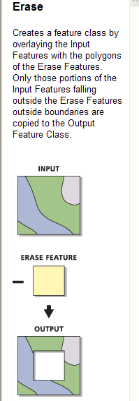 Erase
Creates a feature class by
overlaying the Input
Features with the polygons
of the Erase Features.
Only those portions of the
Input Features falling
outside the Erase Features
outside boundaries are
copied to the Output
Feature Class.
INPUT
ERASE FEATURE
OUTPUT